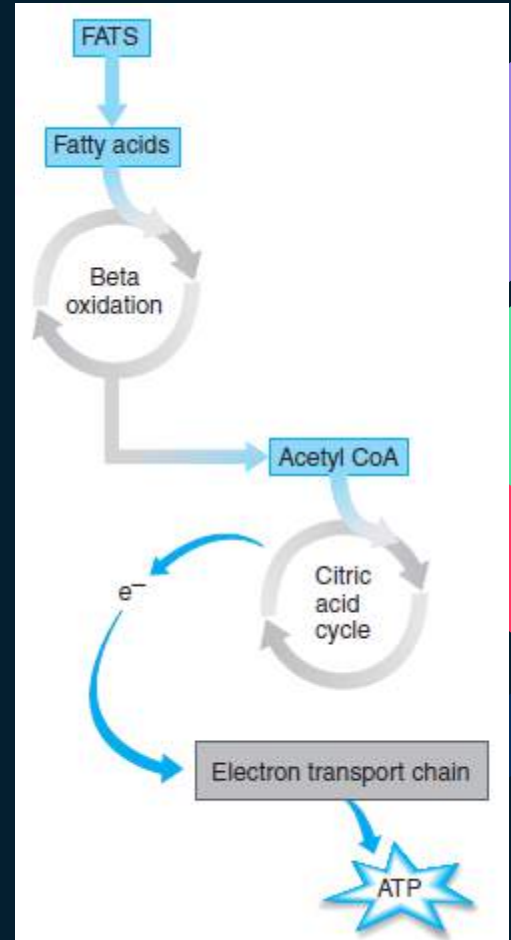 FATS
Fatty acids
Beta
oxidation
Acetyl CoA
Citric
acid
cycle
e⁻
Electron transport chain
ATP